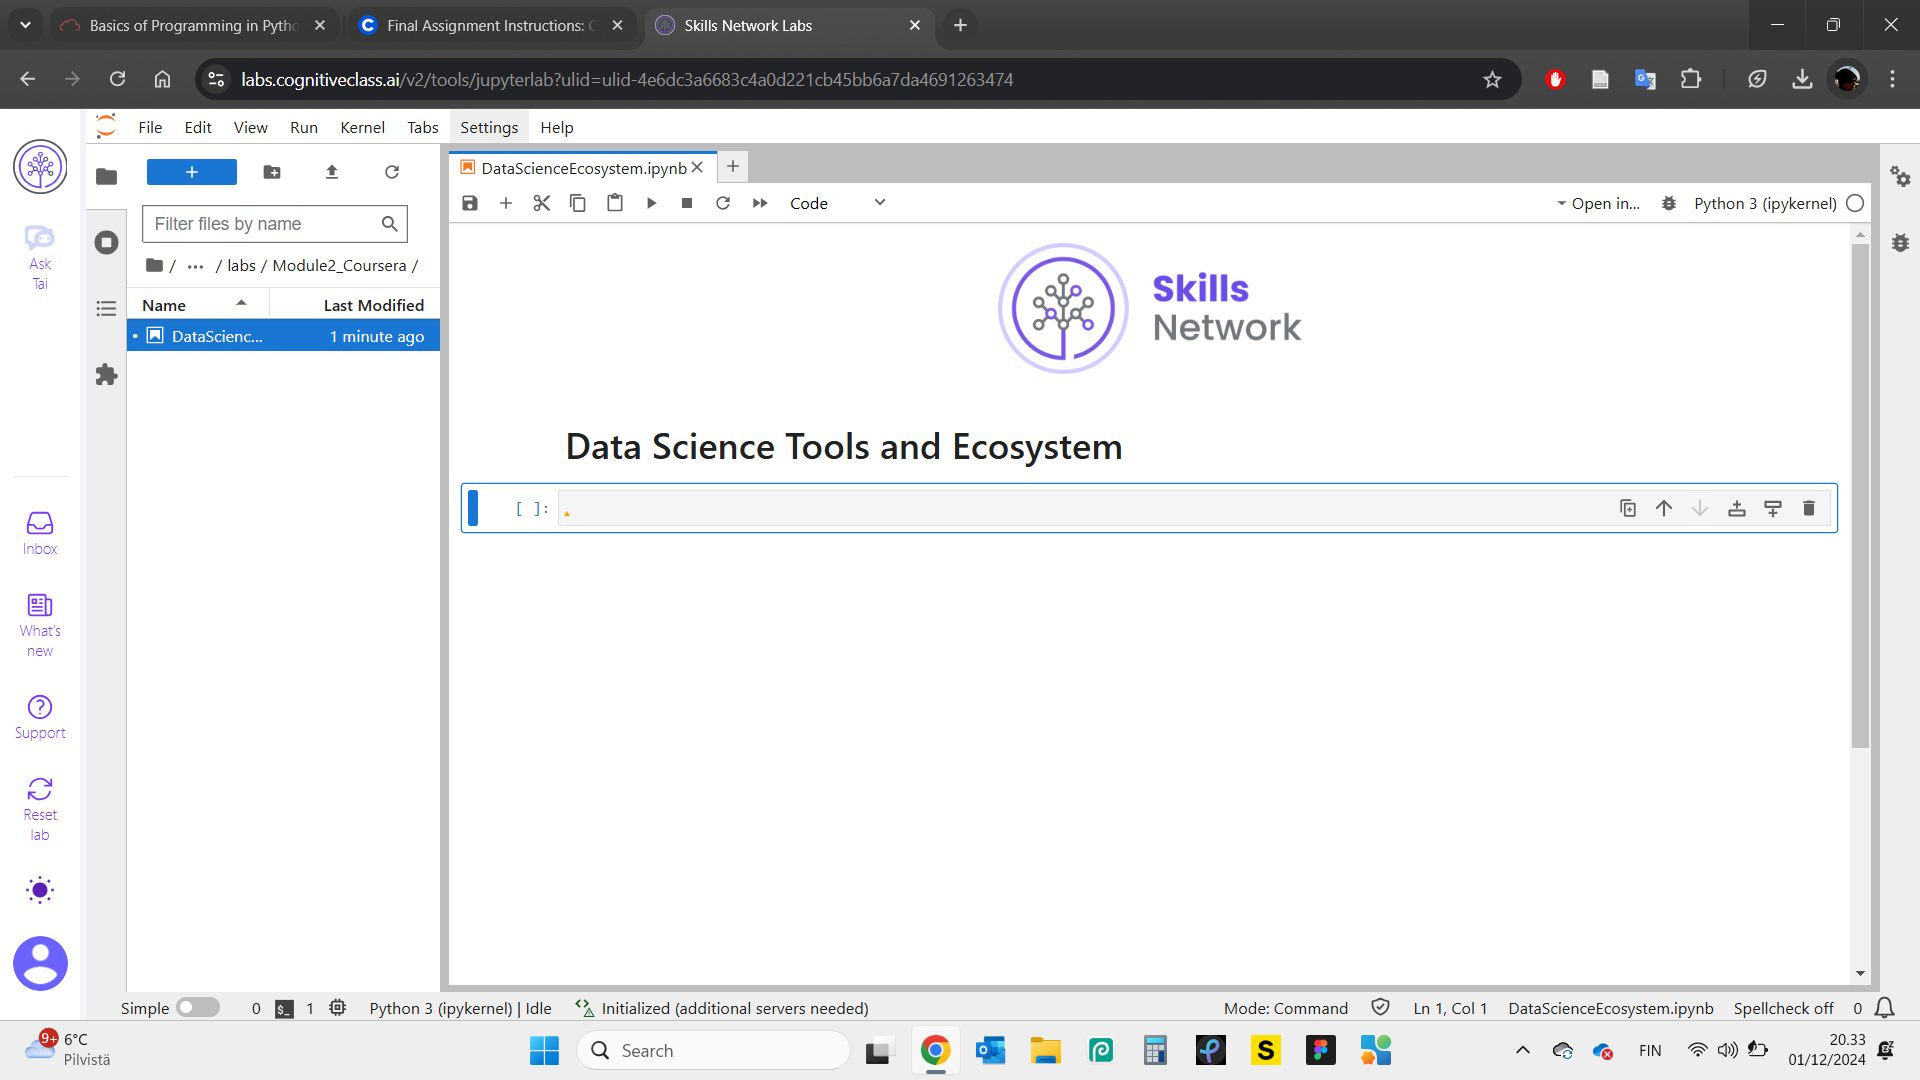 Basics of Programming in Pytho
Final Assignment Instructions: C
Skills Network Labs
labs.cognitiveclass.ai/v2/tools/jupyterlab?ulid=ulid-4e6dc3a6683c4a0d221cb45bb6a7da4691263474
File Edit View Run Kernel Tabs Settings Help
Ask
Tai
Filter files by name
/ ... / labs / Module2_Coursera /
Name Last Modified
DataScienc... 1 minute ago
DataScienceEcosystem.ipynb
Code
Open in...
Python 3 (ipykernel)
Skills
Network
Data Science Tools and Ecosystem
[ ]:
Inbox
What's
new
Support
Reset
lab
Simple 0 1 Python 3 (ipykernel) | Idle Initialized (additional servers needed)
Mode: Command Ln 1, Col 1 DataScienceEcosystem.ipynb Spellcheck off 0
9+
6°C
Pilvistä
Search
S
FIN
20.33
01/12/2024